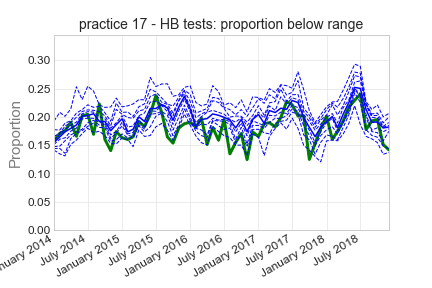 practice 17 - HB tests: proportion below range
Proportion
0.30
0.25
0.20
0.15
0.10
0.05
0.00
nuary 2014
July 2014
January 2015
July 2015
January 2016
July 2016
January 2017
July 2017
January 2018
July 2018